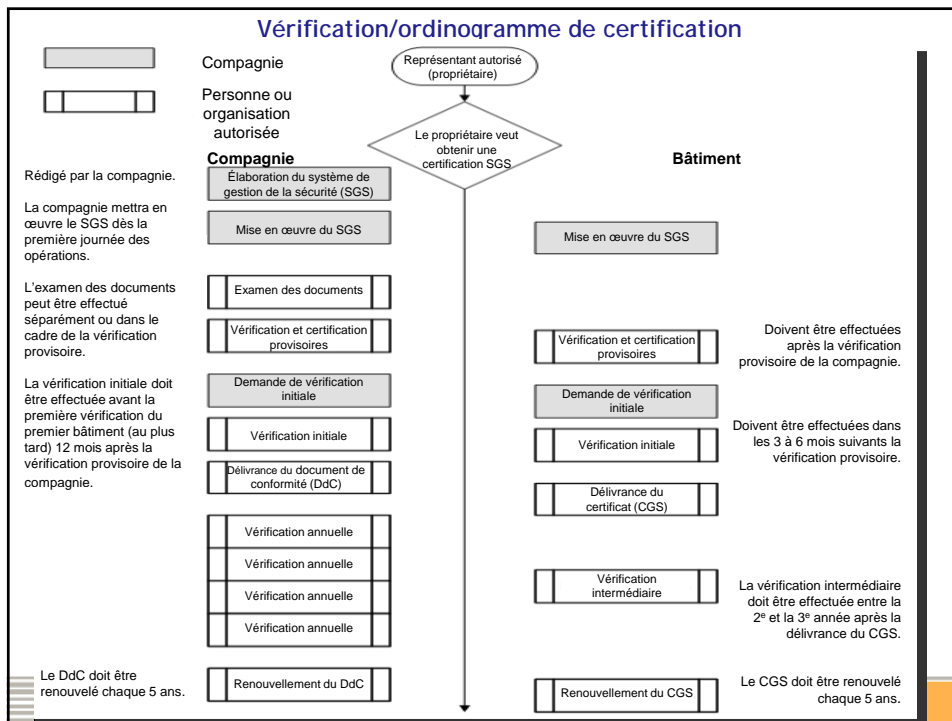 Vérification/ordinogramme de certification
Compagnie
Personne ou
organisation
autorisée
Représentant autorisé
(propriétaire)
Le propriétaire veut
obtenir une
certification SGS
Compagnie
Bâtiment
Rédigé par la compagnie.
Élaboration du système de
gestion de la sécurité (SGS)
La compagnie mettra en
œuvre le SGS dès la
première journée des
opérations.
Mise en œuvre du SGS
Mise en œuvre du SGS
L'examen des documents
peut être effectué
séparément ou dans le
cadre de la vérification
provisoire.
Examen des documents
Vérification et certification
provisoires
Vérification et certification
provisoires
Doivent être effectuées
après la vérification
provisoire de la compagnie.
La vérification initiale doit
être effectuée avant la
première vérification du
premier bâtiment (au plus
tard) 12 mois après la
vérification provisoire de la
compagnie.
Demande de vérification
initiale
Demande de vérification
initiale
Vérification initiale
Vérification initiale
Doivent être effectuées dans
les 3 à 6 mois suivants la
vérification provisoire.
Délivrance du document de
conformité (DdC)
Délivrance du
certificat (CGS)
Vérification annuelle
Vérification annuelle
Vérification annuelle
Vérification annuelle
Vérification
intermédiaire
La vérification intermédiaire
doit être effectuée entre la
2e et la 3e année après la
délivrance du CGS.
Le DdC doit être
renouvelé chaque 5 ans.
Renouvellement du DdC
Renouvellement du CGS
Le CGS doit être renouvelé
chaque 5 ans.